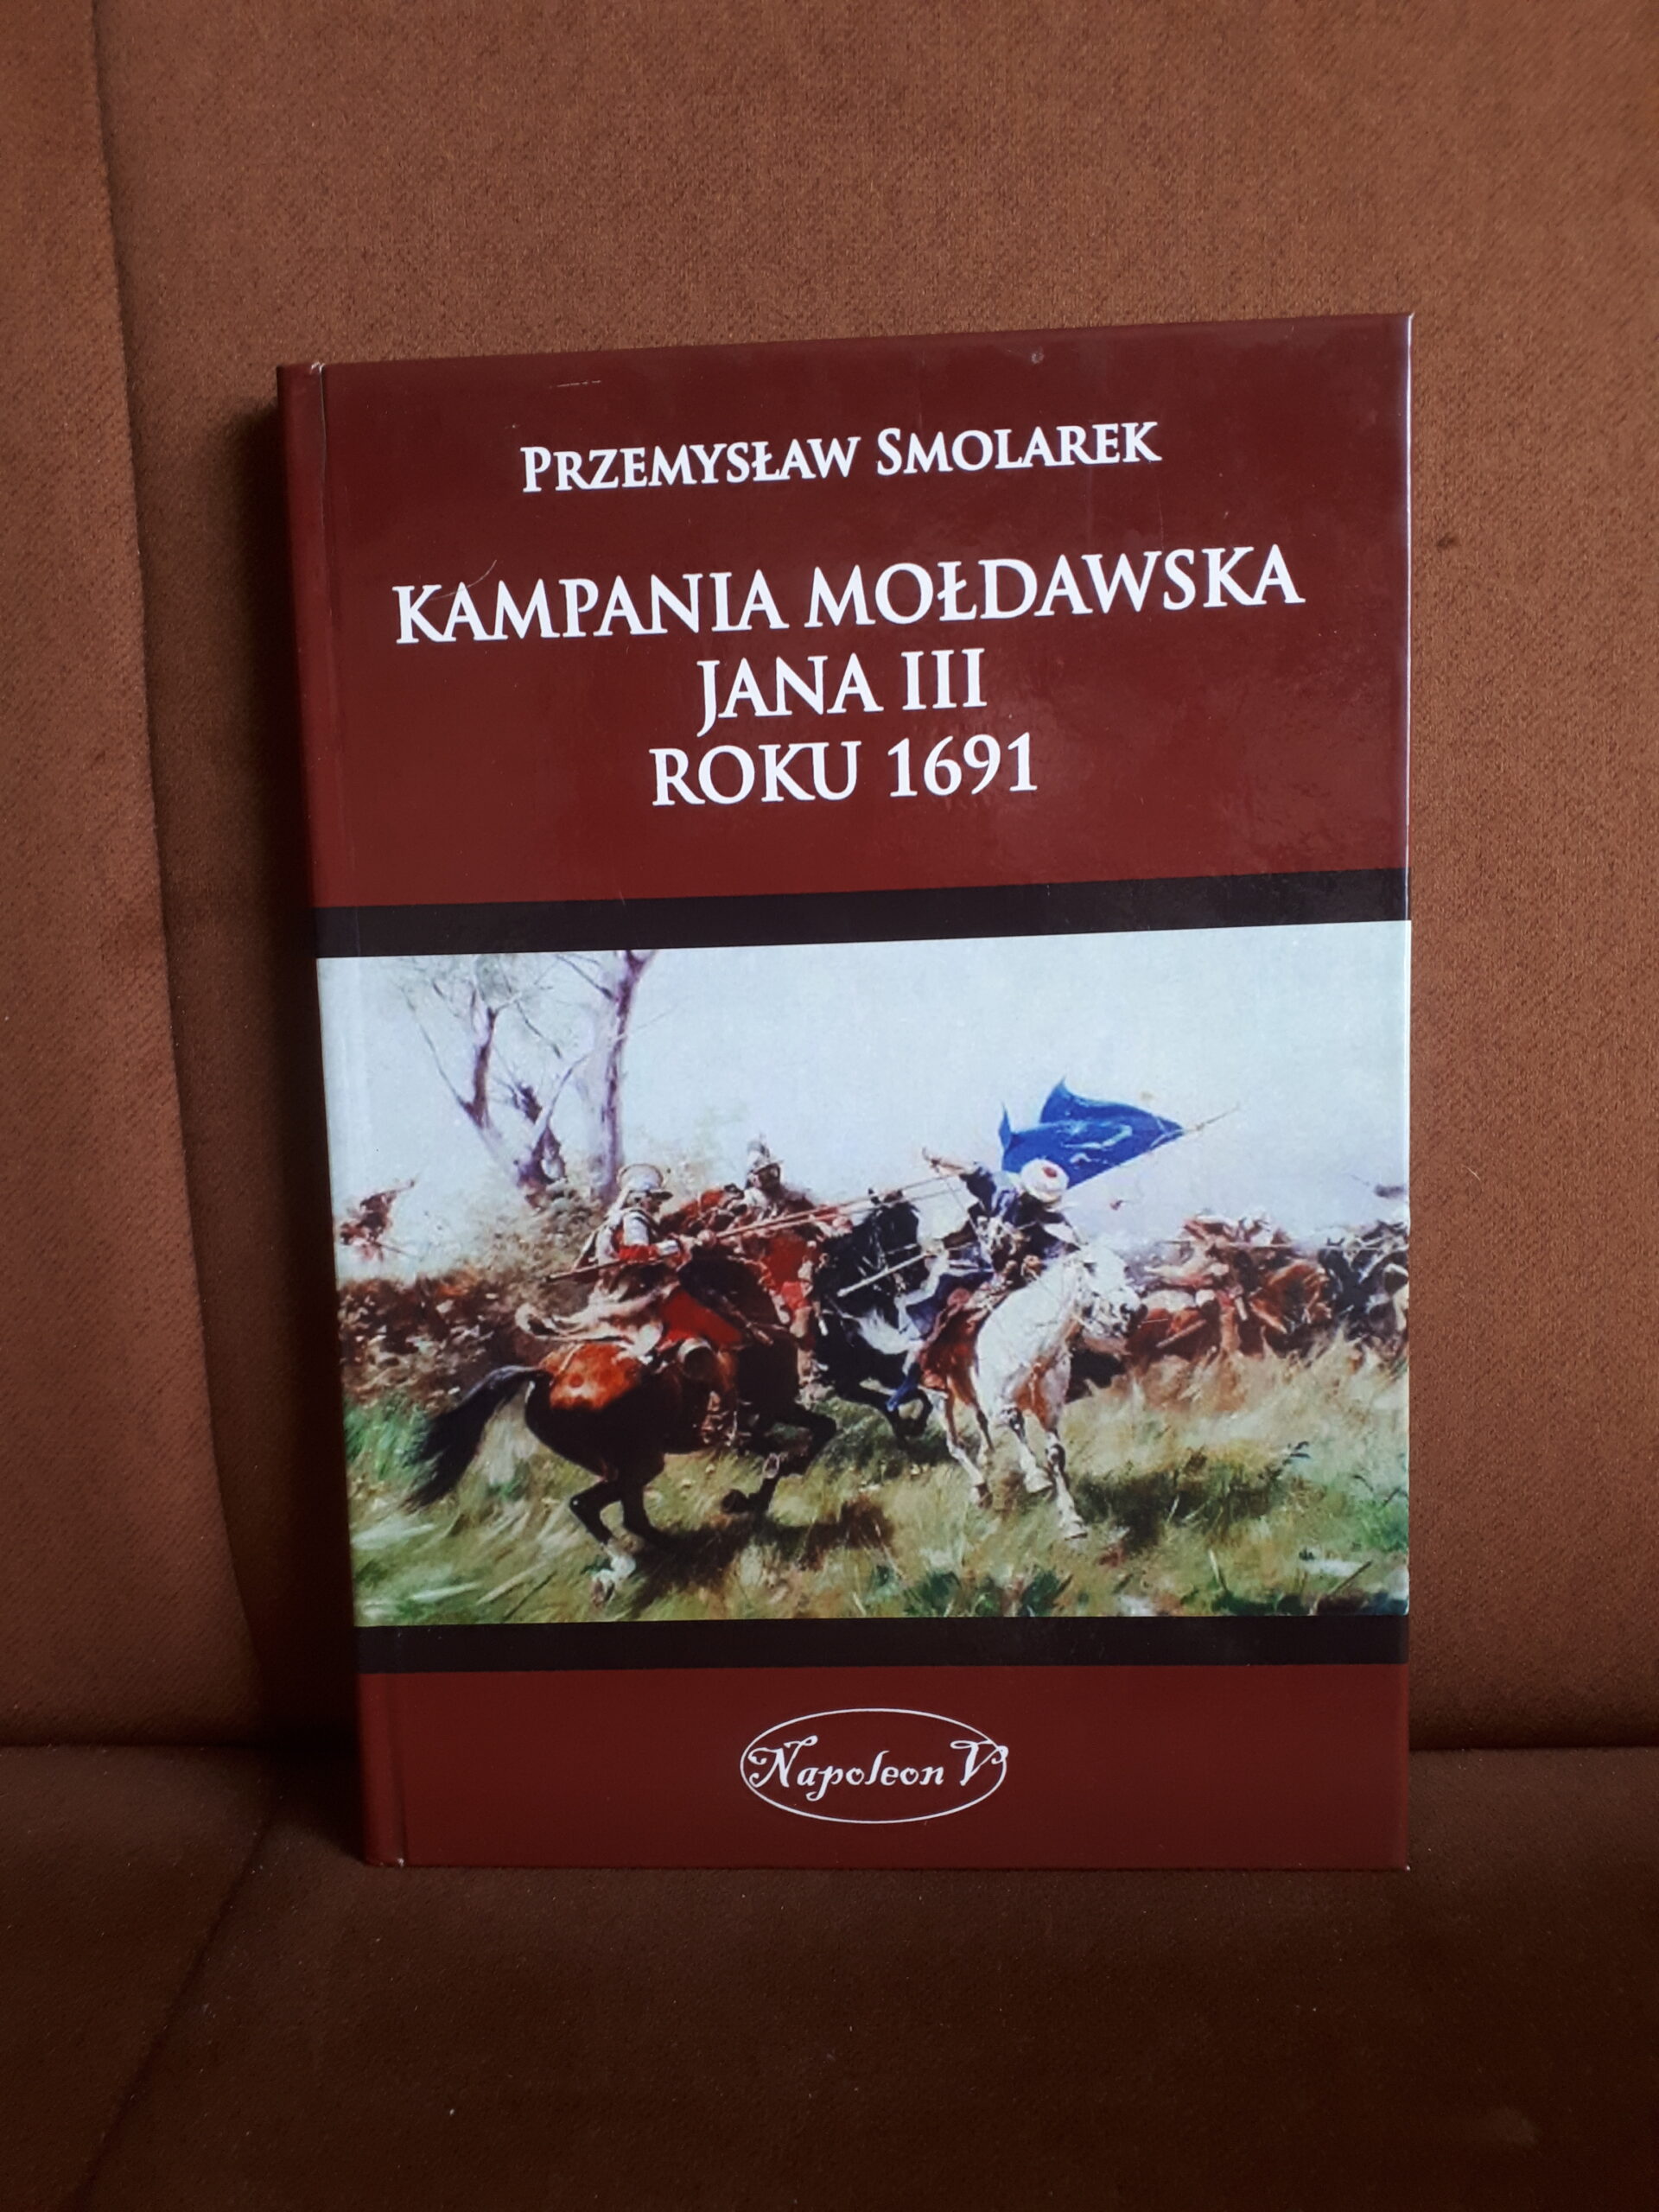 PRZEMYSŁAW SMOLAREK
KAMPANIA MOŁDAWSKA
JANA III
ROKU 1691
Napoleon V